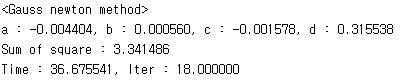 <Gauss newton method>
a : -0.004404, b : 0.000560, c : -0.001578, d : 0.315538
Sum of square : 3.341486
Time : 36.675541, Iter : 18.000000